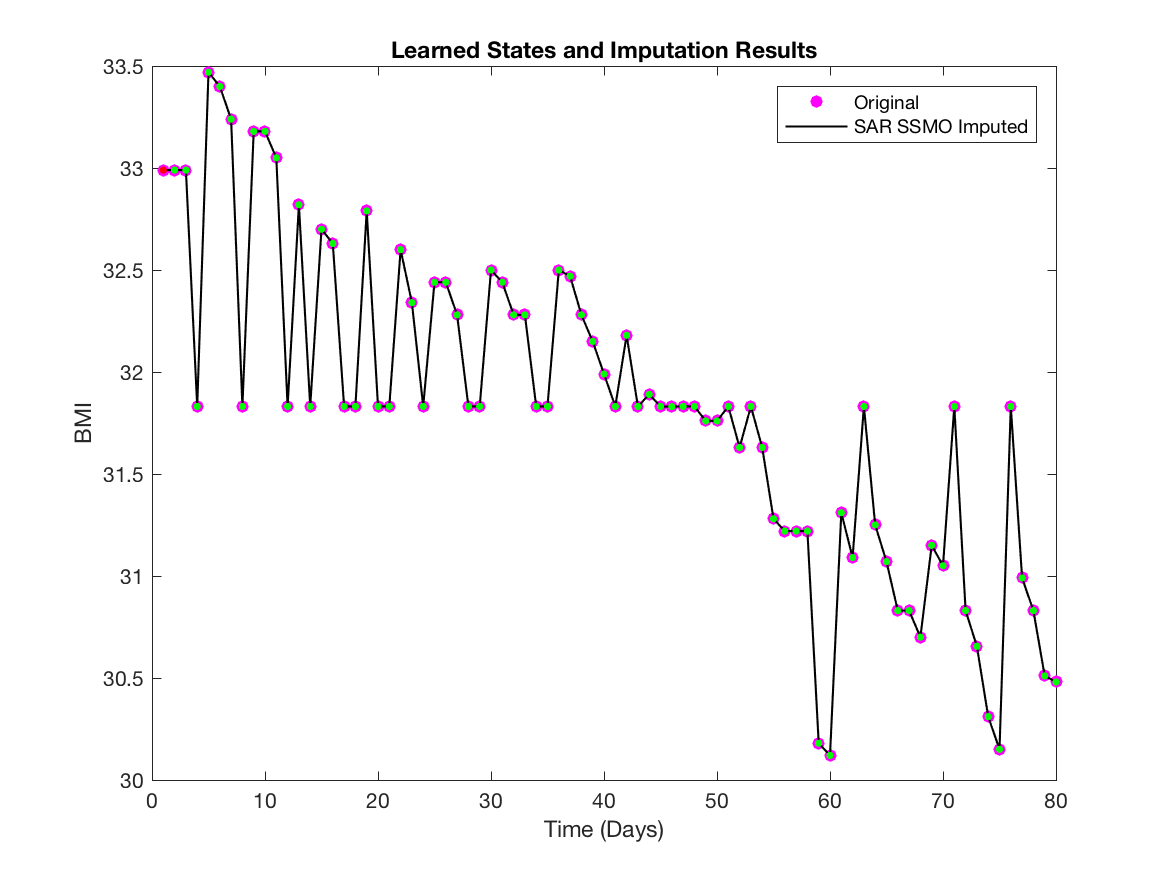 Learned States and Imputation Results
Original
SAR SSMO Imputed
33.5
33
32.5
32
31.5
31
30.5
30
BMI
0 10 20 30 40 50 60 70 80
Time (Days)